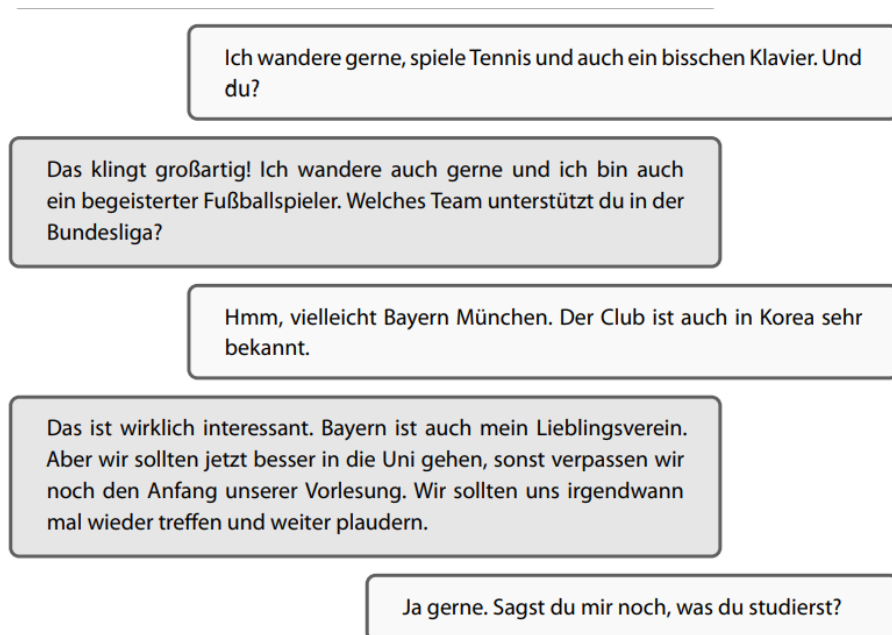 Ich wandere gerne, spiele Tennis und auch ein bisschen Klavier. Und
du?
Das klingt großartig! Ich wandere auch gerne und ich bin auch
ein begeisterter Fußballspieler. Welches Team unterstützt du in der
Bundesliga?
Hmm, vielleicht Bayern München. Der Club ist auch in Korea sehr
bekannt.
Das ist wirklich interessant. Bayern ist auch mein Lieblingsverein.
Aber wir sollten jetzt besser in die Uni gehen, sonst verpassen wir
noch den Anfang unserer Vorlesung. Wir sollten uns irgendwann
mal wieder treffen und weiter plaudern.
Ja gerne. Sagst du mir noch, was du studierst?